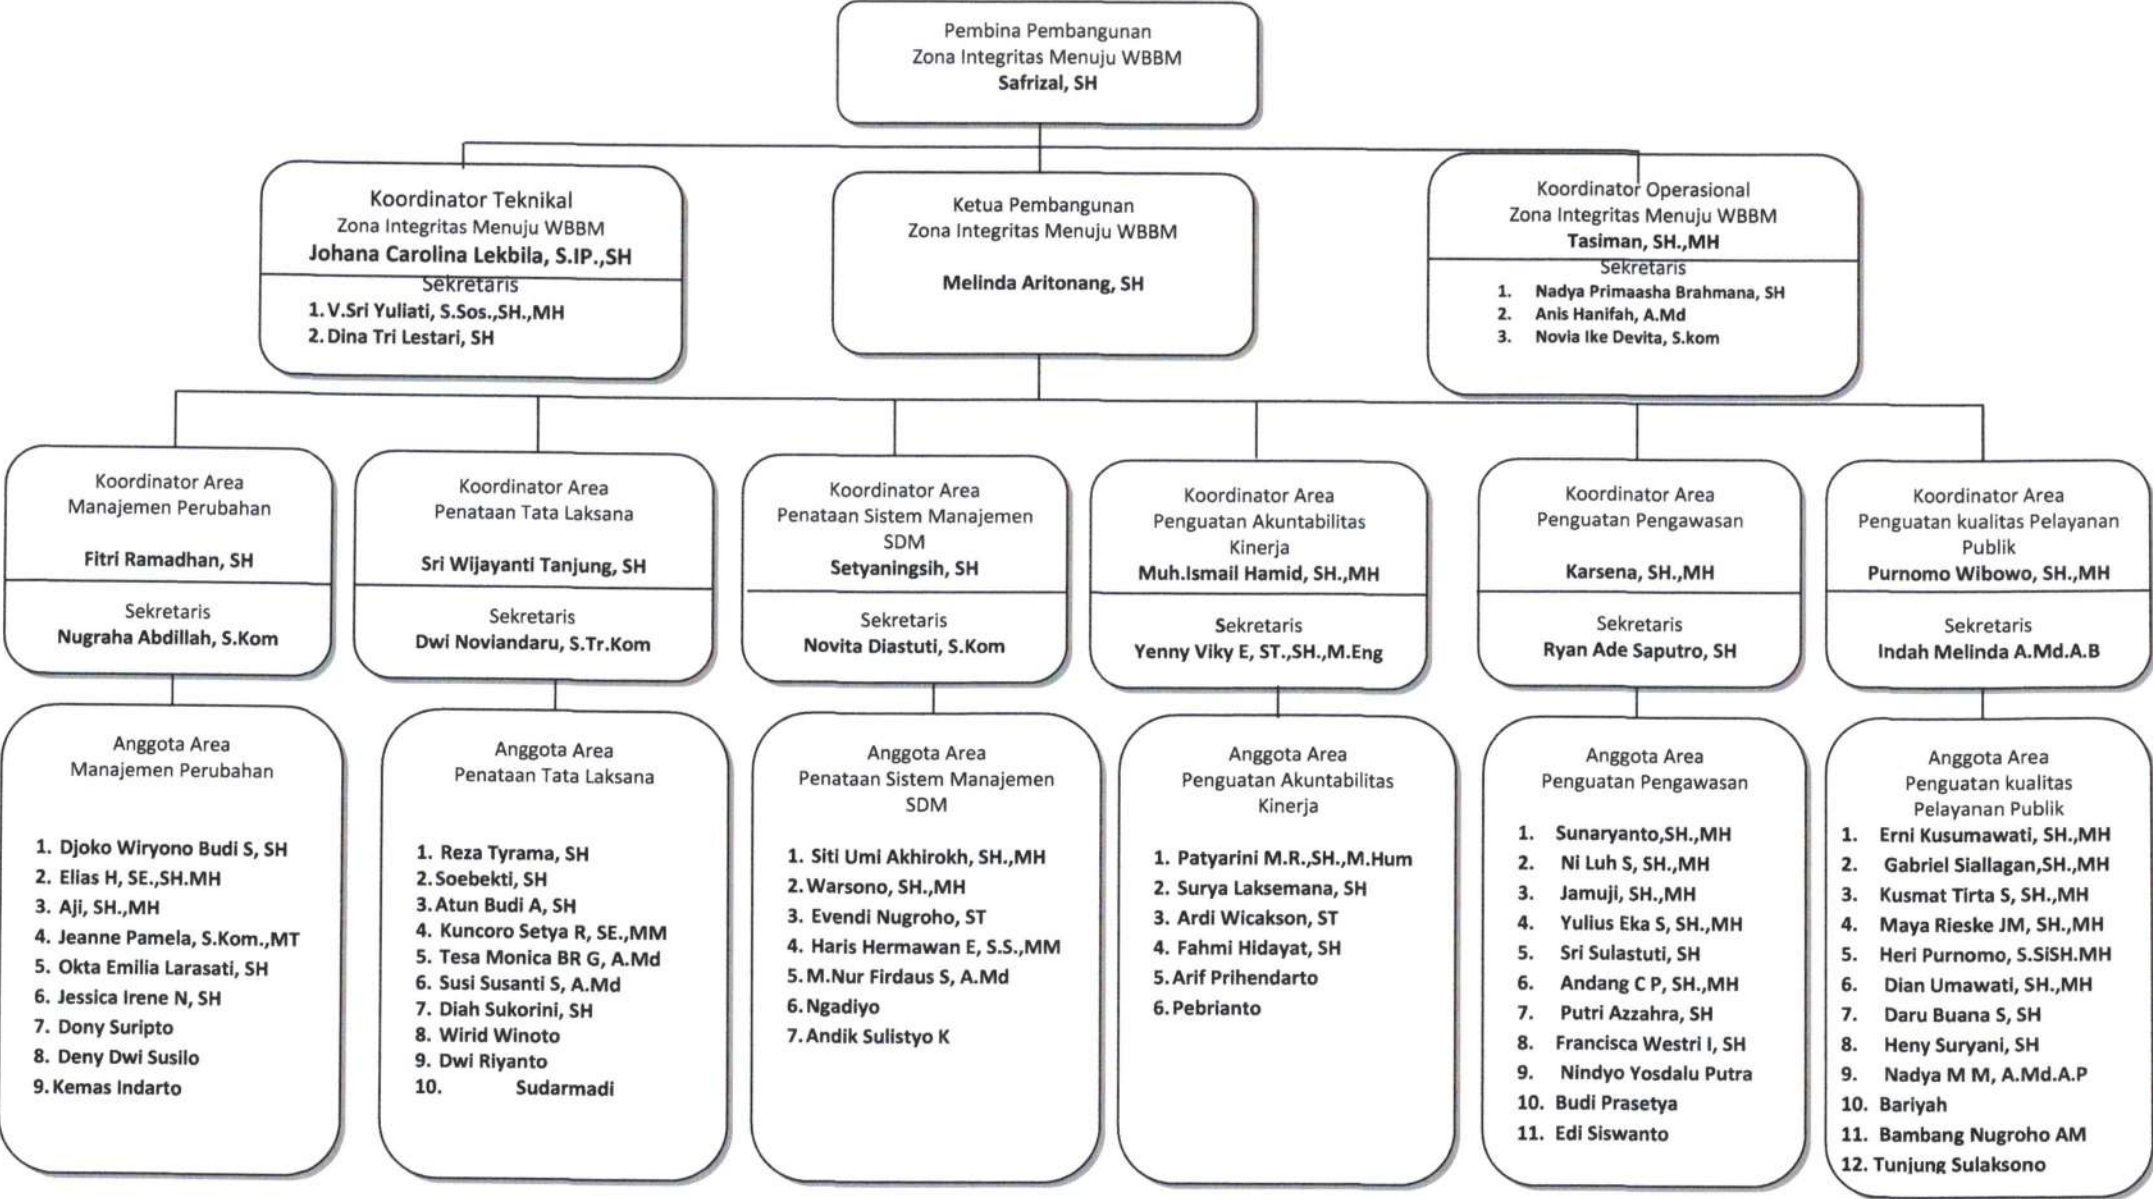 Pembina Pembangunan
Zona Integritas Menuju WBBM
Safrizal, SH
Koordinator Teknikal
Zona Integritas Menuju WBBM
Johana Carolina Lekbila, S.IP.,SH
Sekretaris
1. V.Sri Yuliati, S.Sos.,SH.,MH
2. Dina Tri Lestari, SH
Ketua Pembangunan
Zona Integritas Menuju WBBM
Melinda Aritonang, SH
Koordinator Operasional
Zona Integritas Menuju WBBM
Tasiman, SH.,MH
Sekretaris
1. Nadya Primaasha Brahmana, SH
2. Anis Hanifah, A.Md
3. Novia Ike Devita, S.kom
Koordinator Area
Manajemen Perubahan
Fitri Ramadhan, SH
Sekretaris
Nugraha Abdillah, S.Kom
Koordinator Area
Penataan Tata Laksana
Sri Wijayanti Tanjung, SH
Sekretaris
Dwi Noviandaru, S.Tr.Kom
Koordinator Area
Penataan Sistem Manajemen
SDM
Setyaningsih, SH
Sekretaris
Novita Diastuti, S.Kom
Koordinator Area
Penguatan Akuntabilitas
Kinerja
Muh.Ismail Hamid, SH.,MH
Sekretaris
Yenny Viky E, ST.,SH.,M.Eng
Koordinator Area
Penguatan Pengawasan
Karsena, SH.,MH
Sekretaris
Ryan Ade Saputro, SH
Koordinator Area
Penguatan kualitas Pelayanan
Publik
Purnomo Wibowo, SH.,MH
Sekretaris
Indah Melinda A.Md.A.B
Anggota Area
Manajemen Perubahan
1. Djoko Wiryono Budi S, SH
2. Elias H, SE.,SH.MH
3. Aji, SH.,MH
4. Jeanne Pamela, S.Kom.,MT
5. Okta Emilia Larasati, SH
6. Jessica Irene N, SH
7. Dony Suripto
8. Deny Dwi Susilo
9. Kemas Indarto
Anggota Area
Penataan Tata Laksana
1. Reza Tyrama, SH
2. Soebekti, SH
3. Atun Budi A, SH
4. Kuncoro Setya R, SE.,MM
5. Tesa Monica BR G, A.Md
6. Susi Susanti S, A.Md
7. Diah Sukorini, SH
8. Wirid Winoto
9. Dwi Riyanto
10. Sudarmadi
Anggota Area
Penataan Sistem Manajemen
SDM
1. Siti Umi Akhirokh, SH.,MH
2. Warsono, SH.,MH
3. Evendi Nugroho, ST
4. Haris Hermawan E, S.S.,MM
5. M.Nur Firdaus S, A.Md
6. Ngadiyo
7. Andik Sulistyo K
Anggota Area
Penguatan Akuntabilitas
Kinerja
1. Patyarini M.R.,SH.,M.Hum
2. Surya Laksemana, SH
3. Ardi Wicakson, ST
4. Fahmi Hidayat, SH
5. Arif Prihendarto
6. Pebrianto
Anggota Area
Penguatan Pengawasan
1. Sunaryanto,SH.,MH
2. Ni Luh S, SH.,MH
3. Jamuji, SH.,MH
4. Yulius Eka S, SH.,MH
5. Sri Sulastuti, SH
6. Andang C P, SH.,MH
7. Putri Azzahra, SH
8. Francisca Westri I, SH
9. Nindyo Yosdalu Putra
10. Budi Prasetya
11. Edi Siswanto
Anggota Area
Penguatan kualitas
Pelayanan Publik
1. Erni Kusumawati, SH.,MH
2. Gabriel Siallagan,SH.,MH
3. Kusmat Tirta S, SH.,MH
4. Maya Rieske JM, SH.,MH
5. Heri Purnomo, S.SiSH.MH
6. Dian Umawati, SH.,MH
7. Daru Buana S, SH
8. Heny Suryani, SH
9. Nadya M M, A.Md.A.P
10. Bariyah
11. Bambang Nugroho AM
12. Tunjung Sulaksono